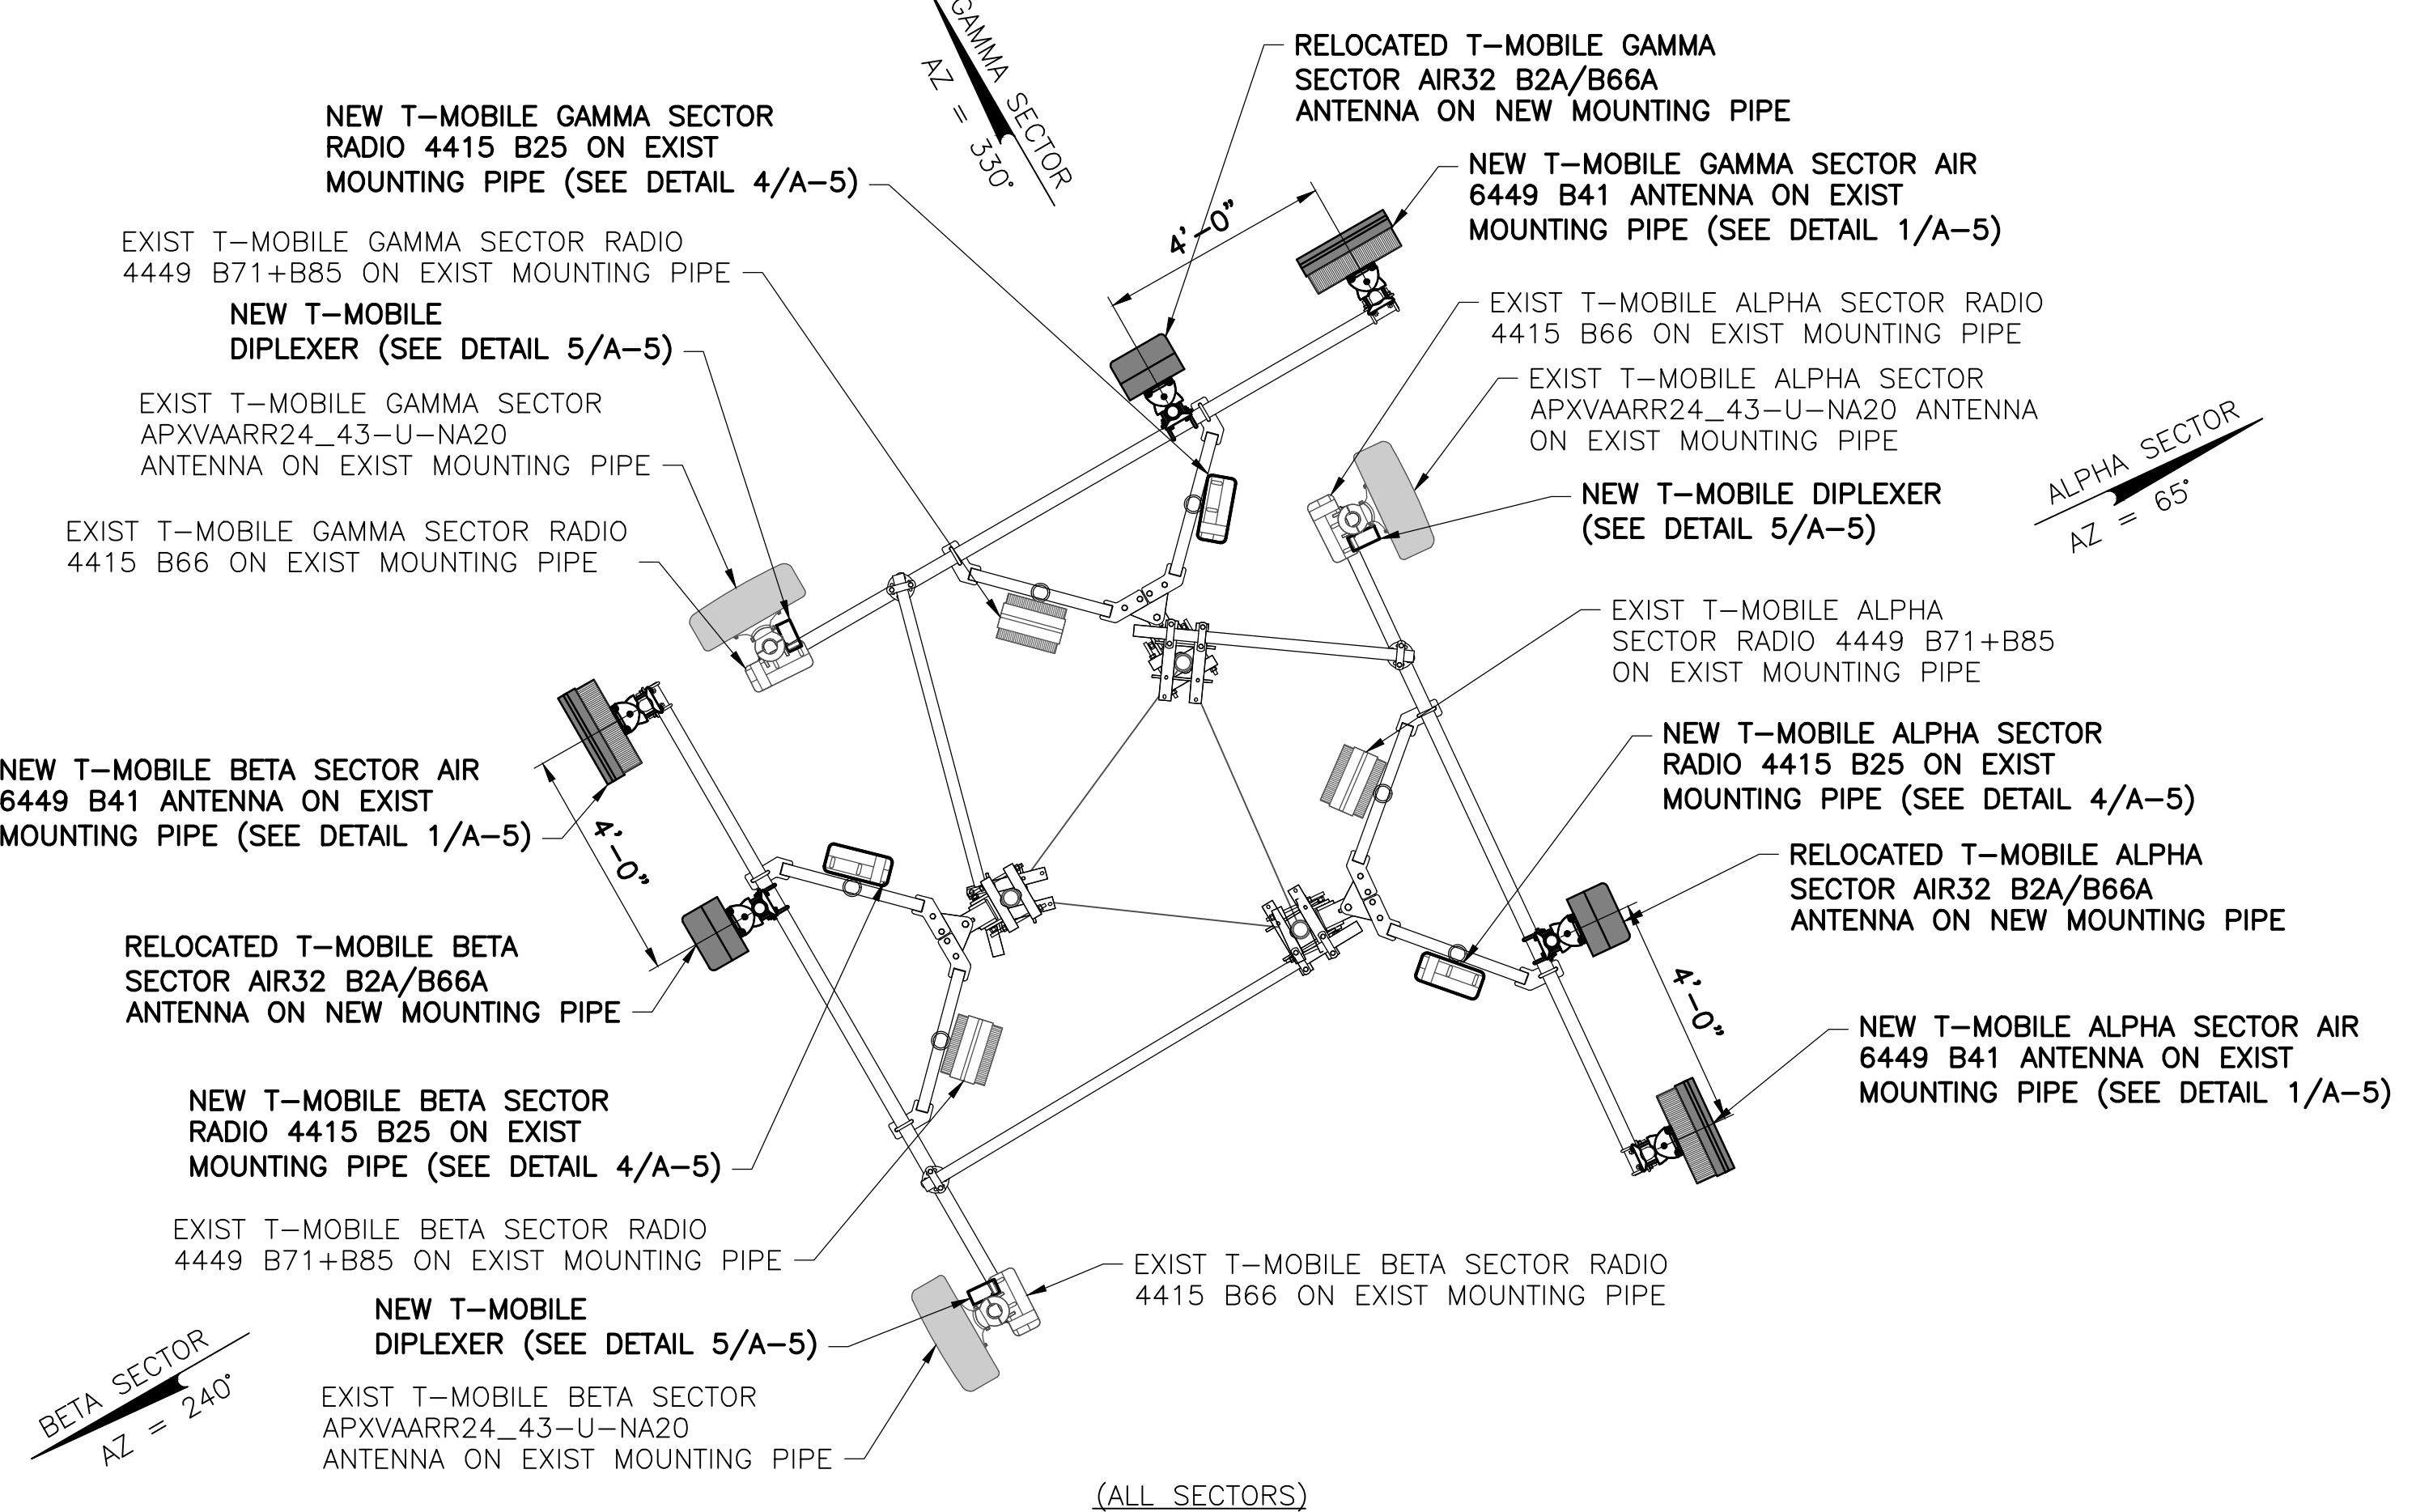 GAMMA SECTOR
AZ = 330°
RELOCATED T-MOBILE GAMMA
SECTOR AIR32 B2A/B66A
ANTENNA ON NEW MOUNTING PIPE
NEW T-MOBILE GAMMA SECTOR
RADIO 4415 B25 ON EXIST
MOUNTING PIPE (SEE DETAIL 4/A-5)
NEW T-MOBILE GAMMA SECTOR AIR
6449 B41 ANTENNA ON EXIST
MOUNTING PIPE (SEE DETAIL 1/A-5)
4'-0"
EXIST T-MOBILE GAMMA SECTOR RADIO
4449 B71+B85 ON EXIST MOUNTING PIPE
NEW T-MOBILE
DIPLEXER (SEE DETAIL 5/A-5)
EXIST T-MOBILE ALPHA SECTOR RADIO
4415 B66 ON EXIST MOUNTING PIPE
EXIST T-MOBILE GAMMA SECTOR
APXVAARR24_43-U-NA20
ANTENNA ON EXIST MOUNTING PIPE
EXIST T-MOBILE ALPHA SECTOR
APXVAARR24_43-U-NA20 ANTENNA
ON EXIST MOUNTING PIPE
ALPHA SECTOR
AZ = 65°
NEW T-MOBILE DIPLEXER
(SEE DETAIL 5/A-5)
EXIST T-MOBILE GAMMA SECTOR RADIO
4415 B66 ON EXIST MOUNTING PIPE
EXIST T-MOBILE ALPHA
SECTOR RADIO 4449 B71+B85
ON EXIST MOUNTING PIPE
NEW T-MOBILE ALPHA SECTOR
RADIO 4415 B25 ON EXIST
MOUNTING PIPE (SEE DETAIL 4/A-5)
NEW T-MOBILE BETA SECTOR AIR
6449 B41 ANTENNA ON EXIST
MOUNTING PIPE (SEE DETAIL 1/A-5)
4'-0"
RELOCATED T-MOBILE ALPHA
SECTOR AIR32 B2A/B66A
ANTENNA ON NEW MOUNTING PIPE
RELOCATED T-MOBILE BETA
SECTOR AIR32 B2A/B66A
ANTENNA ON NEW MOUNTING PIPE
4'-0"
NEW T-MOBILE ALPHA SECTOR AIR
6449 B41 ANTENNA ON EXIST
MOUNTING PIPE (SEE DETAIL 1/A-5)
NEW T-MOBILE BETA SECTOR
RADIO 4415 B25 ON EXIST
MOUNTING PIPE (SEE DETAIL 4/A-5)
EXIST T-MOBILE BETA SECTOR RADIO
4449 B71+B85 ON EXIST MOUNTING PIPE
EXIST T-MOBILE BETA SECTOR RADIO
4415 B66 ON EXIST MOUNTING PIPE
NEW T-MOBILE
DIPLEXER (SEE DETAIL 5/A-5)
BETA SECTOR
AZ = 240°
EXIST T-MOBILE BETA SECTOR
APXVAARR24_43-U-NA20
ANTENNA ON EXIST MOUNTING PIPE
(ALL SECTORS)